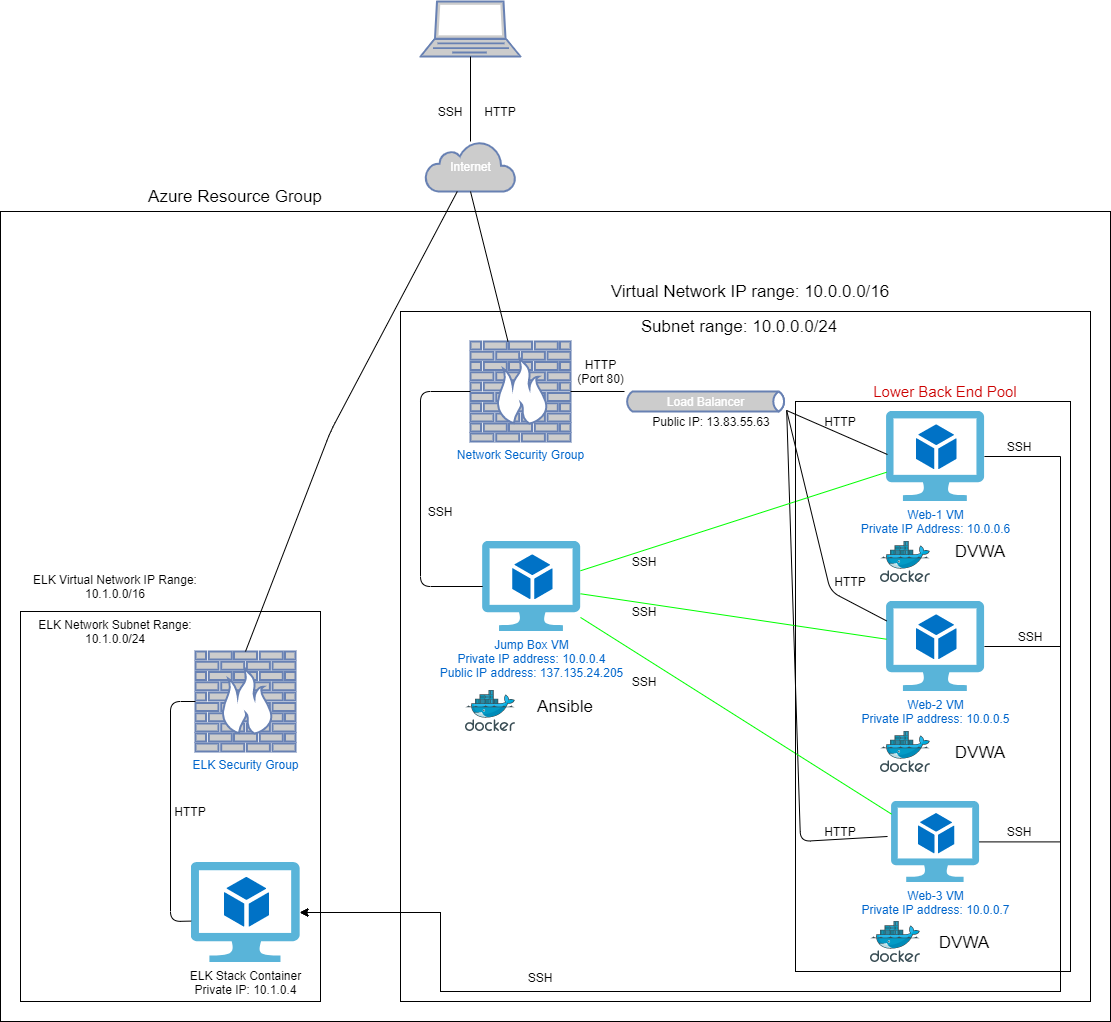 SSH
HTTP
Internet
Azure Resource Group
Virtual Network IP range: 10.0.0.0/16
Subnet range: 10.0.0.0/24
HTTP
(Port 80)
Load Balancer
Public IP: 13.83.55.63
Network Security Group
SSH
Lower Back End Pool
HTTP
SSH
Web-1 VM
Private IP Address: 10.0.0.6
docker
DVWA
SSH
HTTP
SSH
SSH
Web-2 VM
Private IP address: 10.0.0.5
docker
DVWA
Jump Box VM
Private IP address: 10.0.0.4
Public IP address: 137.135.24.205
SSH
docker
Ansible
HTTP
SSH
Web-3 VM
Private IP address: 10.0.0.7
docker
DVWA
ELK Virtual Network IP Range:
10.1.0.0/16
ELK Network Subnet Range:
10.1.0.0/24
ELK Security Group
HTTP
ELK Stack Container
Private IP: 10.1.0.4
SSH